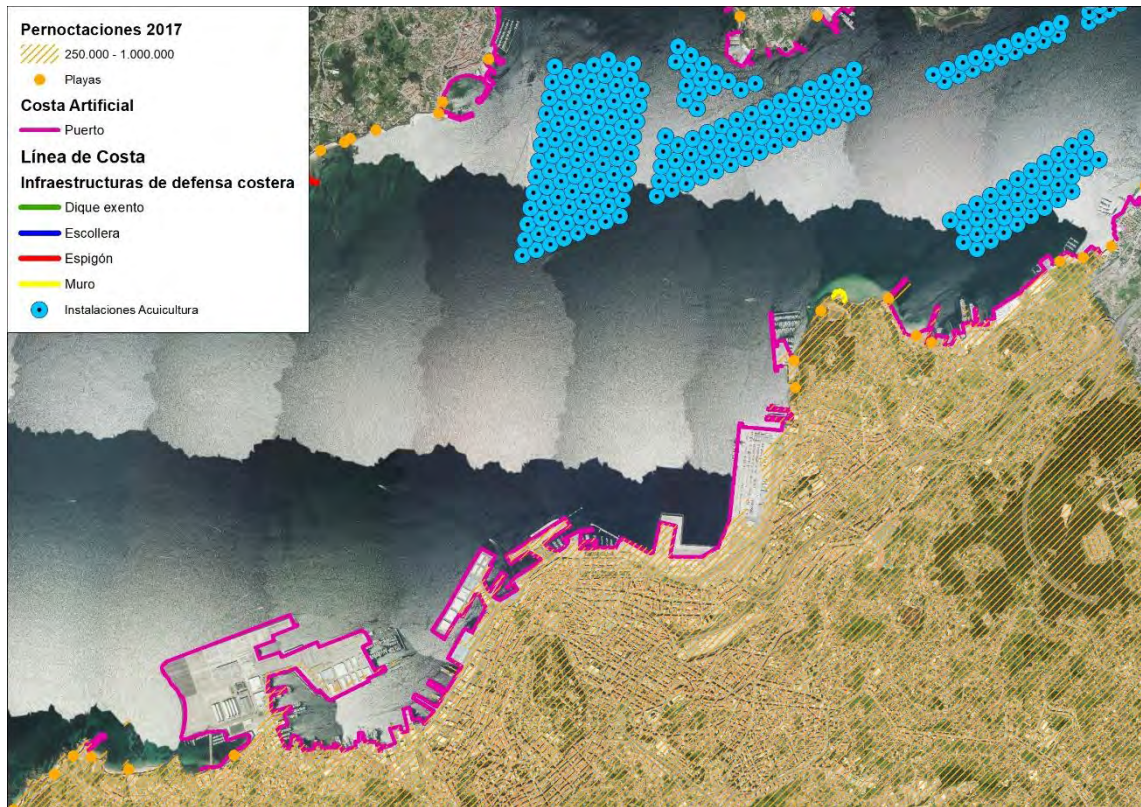 Pernoctaciones 2017
250.000 - 1.000.000
Playas
Costa Artificial
Puerto
Línea de Costa
Infraestructuras de defensa costera
Dique exento
Escollera
Espigón
Muro
Instalaciones Acuicultura